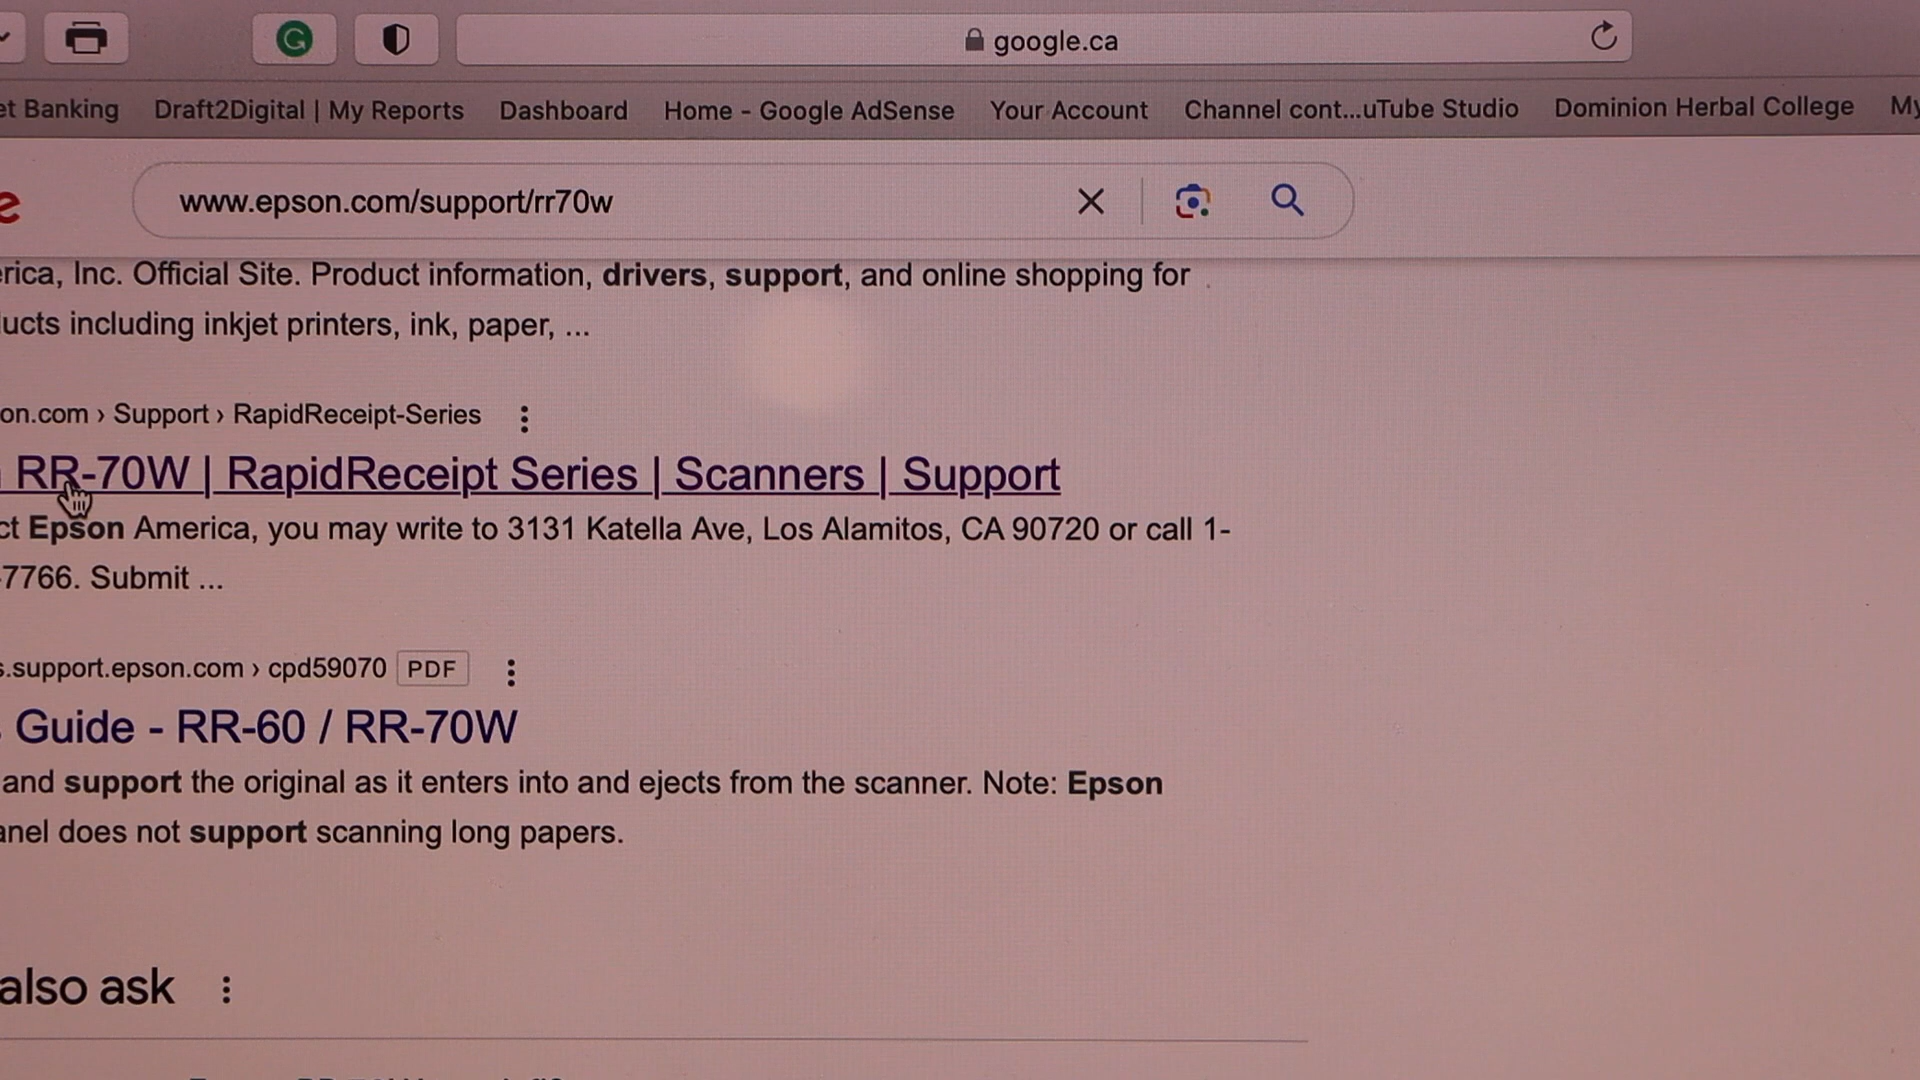 google.ca
et Banking Draft2Digital | My Reports Dashboard Home - Google AdSense Your Account Channel cont...uTube Studio Dominion Herbal College My
e www.epson.com/support/rr70w
rica, Inc. Official Site. Product information, drivers, support, and online shopping for
ucts including inkjet printers, ink, paper, ...
on.com › Support › RapidReceipt-Series
RR-70W | RapidReceipt Series | Scanners | Support
ct Epson America, you may write to 3131 Katella Ave, Los Alamitos, CA 90720 or call 1-
-7766. Submit ...
s.support.epson.com › cpd59070 PDF
Guide - RR-60 / RR-70W
and support the original as it enters into and ejects from the scanner. Note: Epson
anel does not support scanning long papers.
also ask